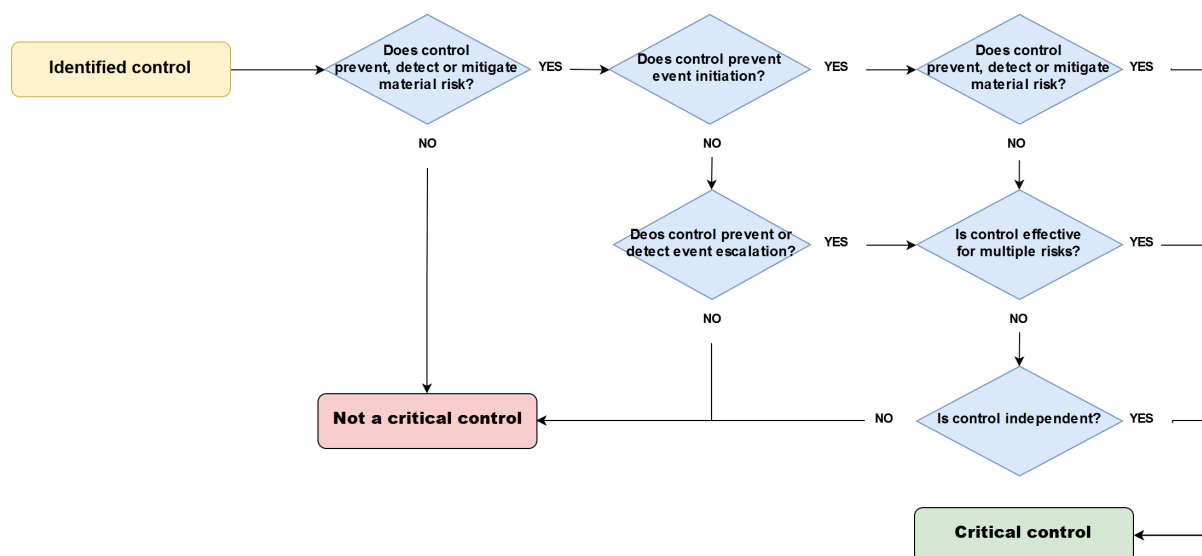 Identified control
Does control
prevent, detect or mitigate
material risk?
YES
Does control prevent
event initiation?
YES
Does control
prevent, detect or mitigate
material risk?
YES
NO
NO
NO
Deos control prevent or
detect event escalation?
YES
Is control effective
for multiple risks?
YES
NO
NO
Not a critical control
NO
Is control independent?
YES
Critical control